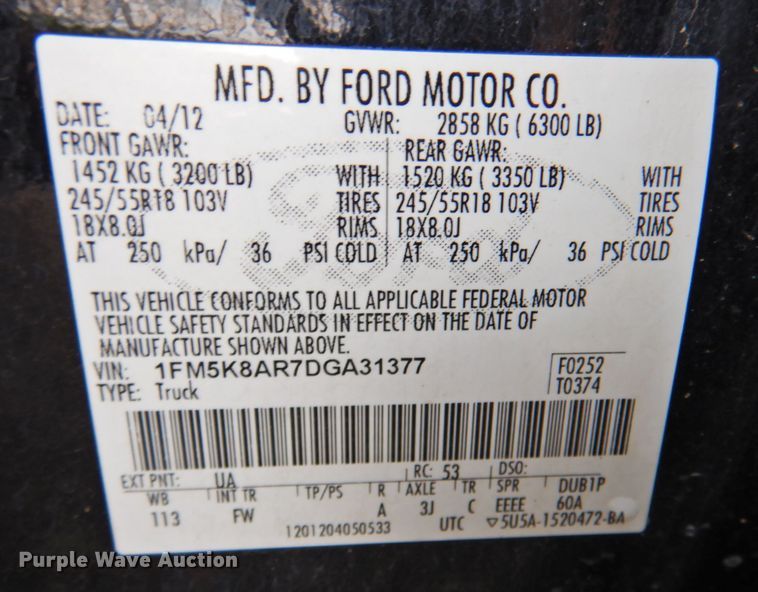 MFD. BY FORD MOTOR CO.
DATE: 04/12 GVWR: 2858 KG ( 6300 LB)
FRONT GAWR: REAR GAWR:
1452 KG ( 3200 LB) WITH 1520 KG ( 3350 LB) WITH
245/55R18 103V TIRES 245/55R18 103V TIRES
18X8.0J RIMS 18X8.0J RIMS
AT 250 kPa/ 36 PSI COLD AT 250 kPa/ 36 PSI COLD
THIS VEHICLE CONFORMS TO ALL APPLICABLE FEDERAL MOTOR
VEHICLE SAFETY STANDARDS IN EFFECT ON THE DATE OF
MANUFACTURE SHOWN ABOVE.
VIN: 1FM5K8AR7DGA31377 F0252
TYPE: Truck T0374
EXT PNT: UA RC: 53 DSO:
WB INT TR TP/PS R AXLE TR SPR DUB1P
113 FW A 3J C EEEE 60A
1201204050533 UTC ▽5U5A-1520472-BA
Purple Wave Auction